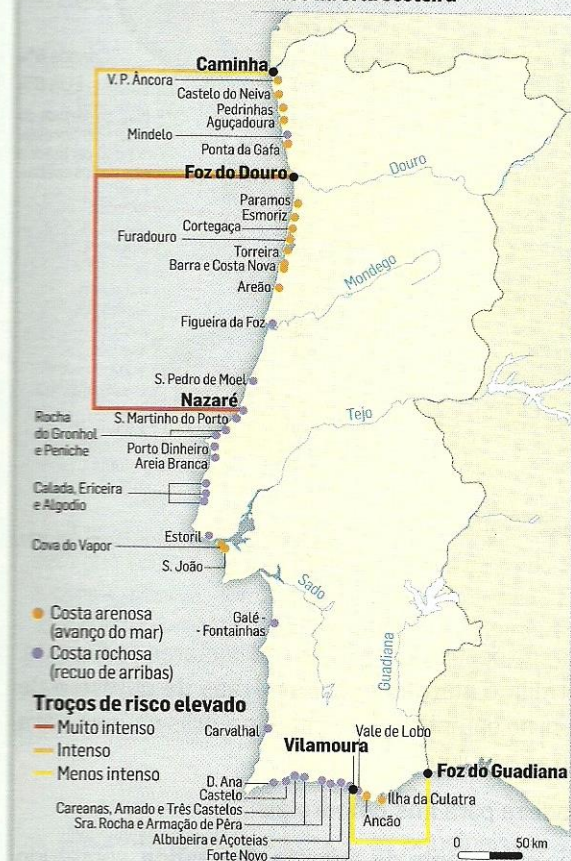 Caminha
V. P. Âncora
Castelo do Neiva
Pedrinhas
Aguçadoura
Mindelo
Ponta da Gafa
Foz do Douro
Douro
Paramos
Esmoriz
Cortegaça
Furadouro
Torreira
Barra e Costa Nova
Areão
Mondego
Figueira da Foz
S. Pedro de Moel
Nazaré
S. Martinho do Porto
Tejo
Rocha
do Gronhol
e Peniche
Porto Dinheiro
Areia Branca
Calada, Ericeira
e Algodio
Estoril
Cova do Vapor
S. João
Sado
Galé -
- Fontainhas
Guadiana
Costa arenosa
(avanço do mar)
Costa rochosa
(recuo de arribas)
Troços de risco elevado
Muito intenso
Intenso
Menos intenso
Carvalhal
Vale de Lobo
Vilamoura
Foz do Guadiana
D. Ana
Castelo
Careanas, Amado e Três Castelos
Sra. Rocha e Armação de Pêra
Albubeira e Açoteias
Forte Novo
Ilha da Culatra
Ancão
0 50 km